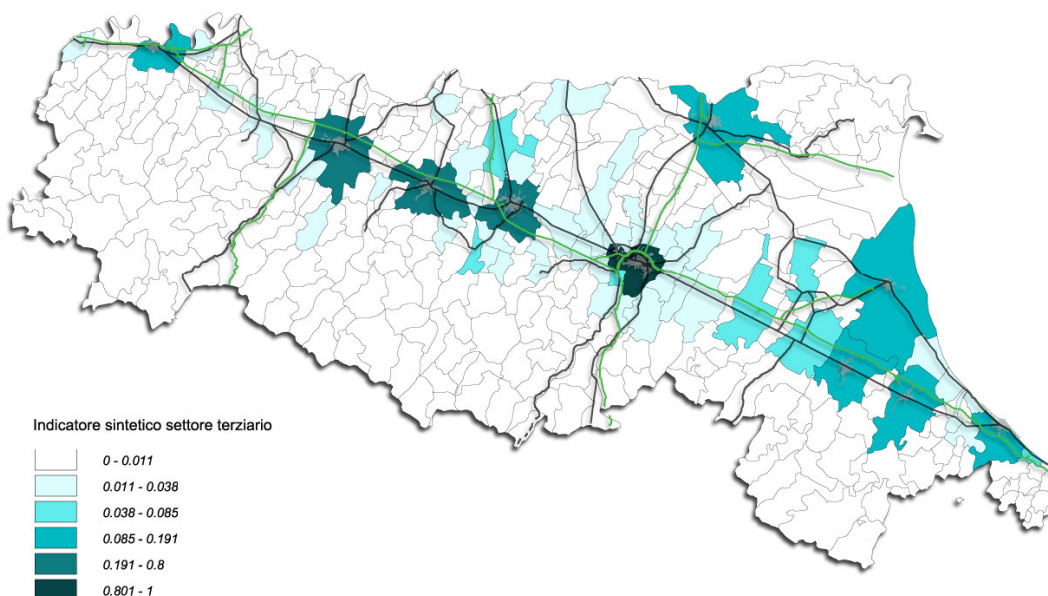 Indicatore sintetico settore terziario
0 - 0.011
0.011 - 0.038
0.038 - 0.085
0.085 - 0.191
0.191 - 0.8
0.801 - 1